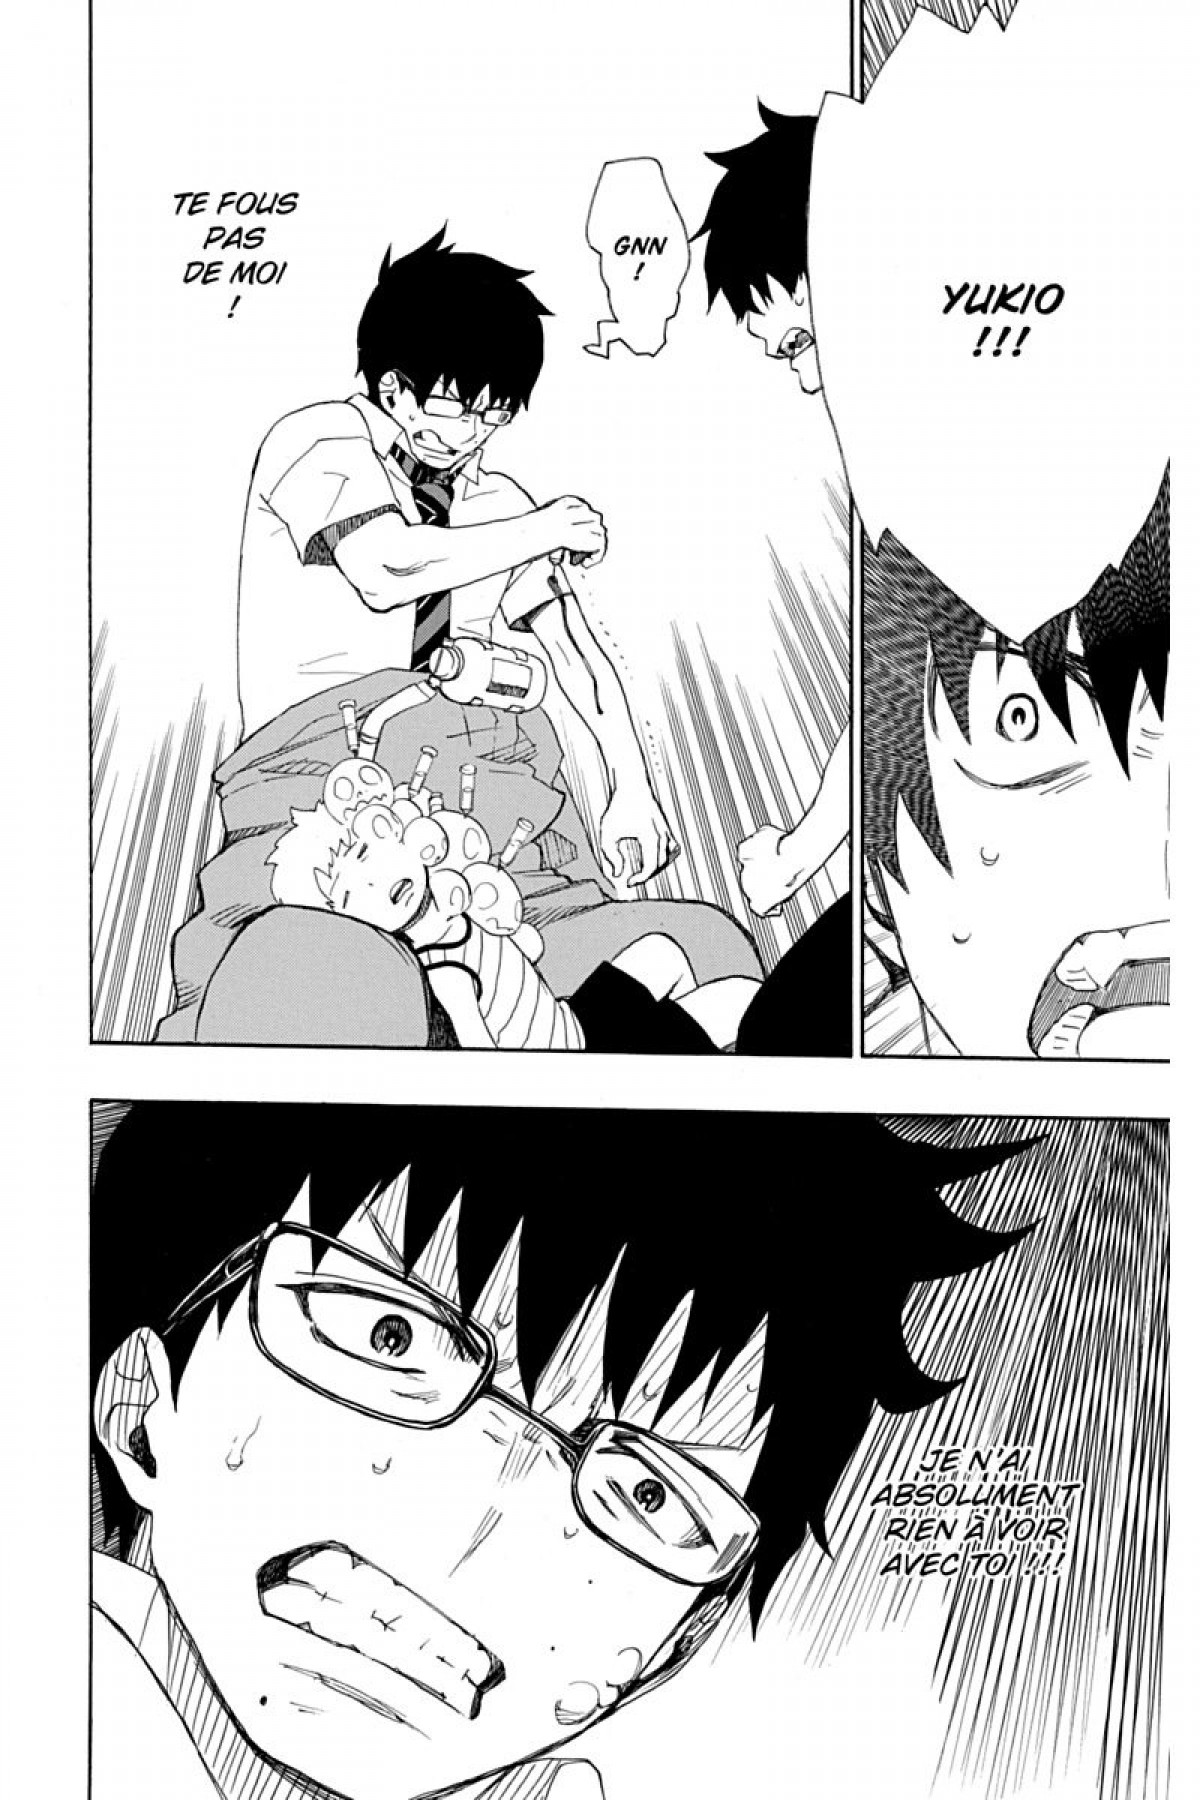 YUKIO
!!!
GNN
!
TE FOUS
PAS
DE MOI
!
JE N'AI
ABSOLUMENT
RIEN À VOIR
AVEC TOI !!!